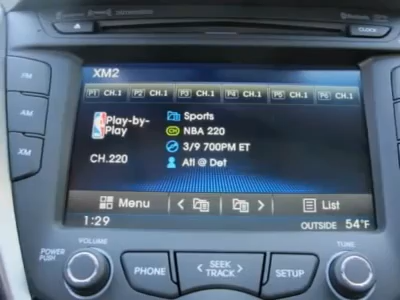 CLOCK
FM
AM
XM
XM2
P1 CH.1 P2 CH.1 P3 CH.1 P4 CH.1 P5 CH.1 P6 CH.1
Play-by-
Play
CH.220
Sports
CH NBA 220
3/9 700PM ET
Atl @ Det
Menu
List
1:29
OUTSIDE 54°F
POWER
PUSH
VOLUME
PHONE
SEEK
TRACK
SETUP
TUNE